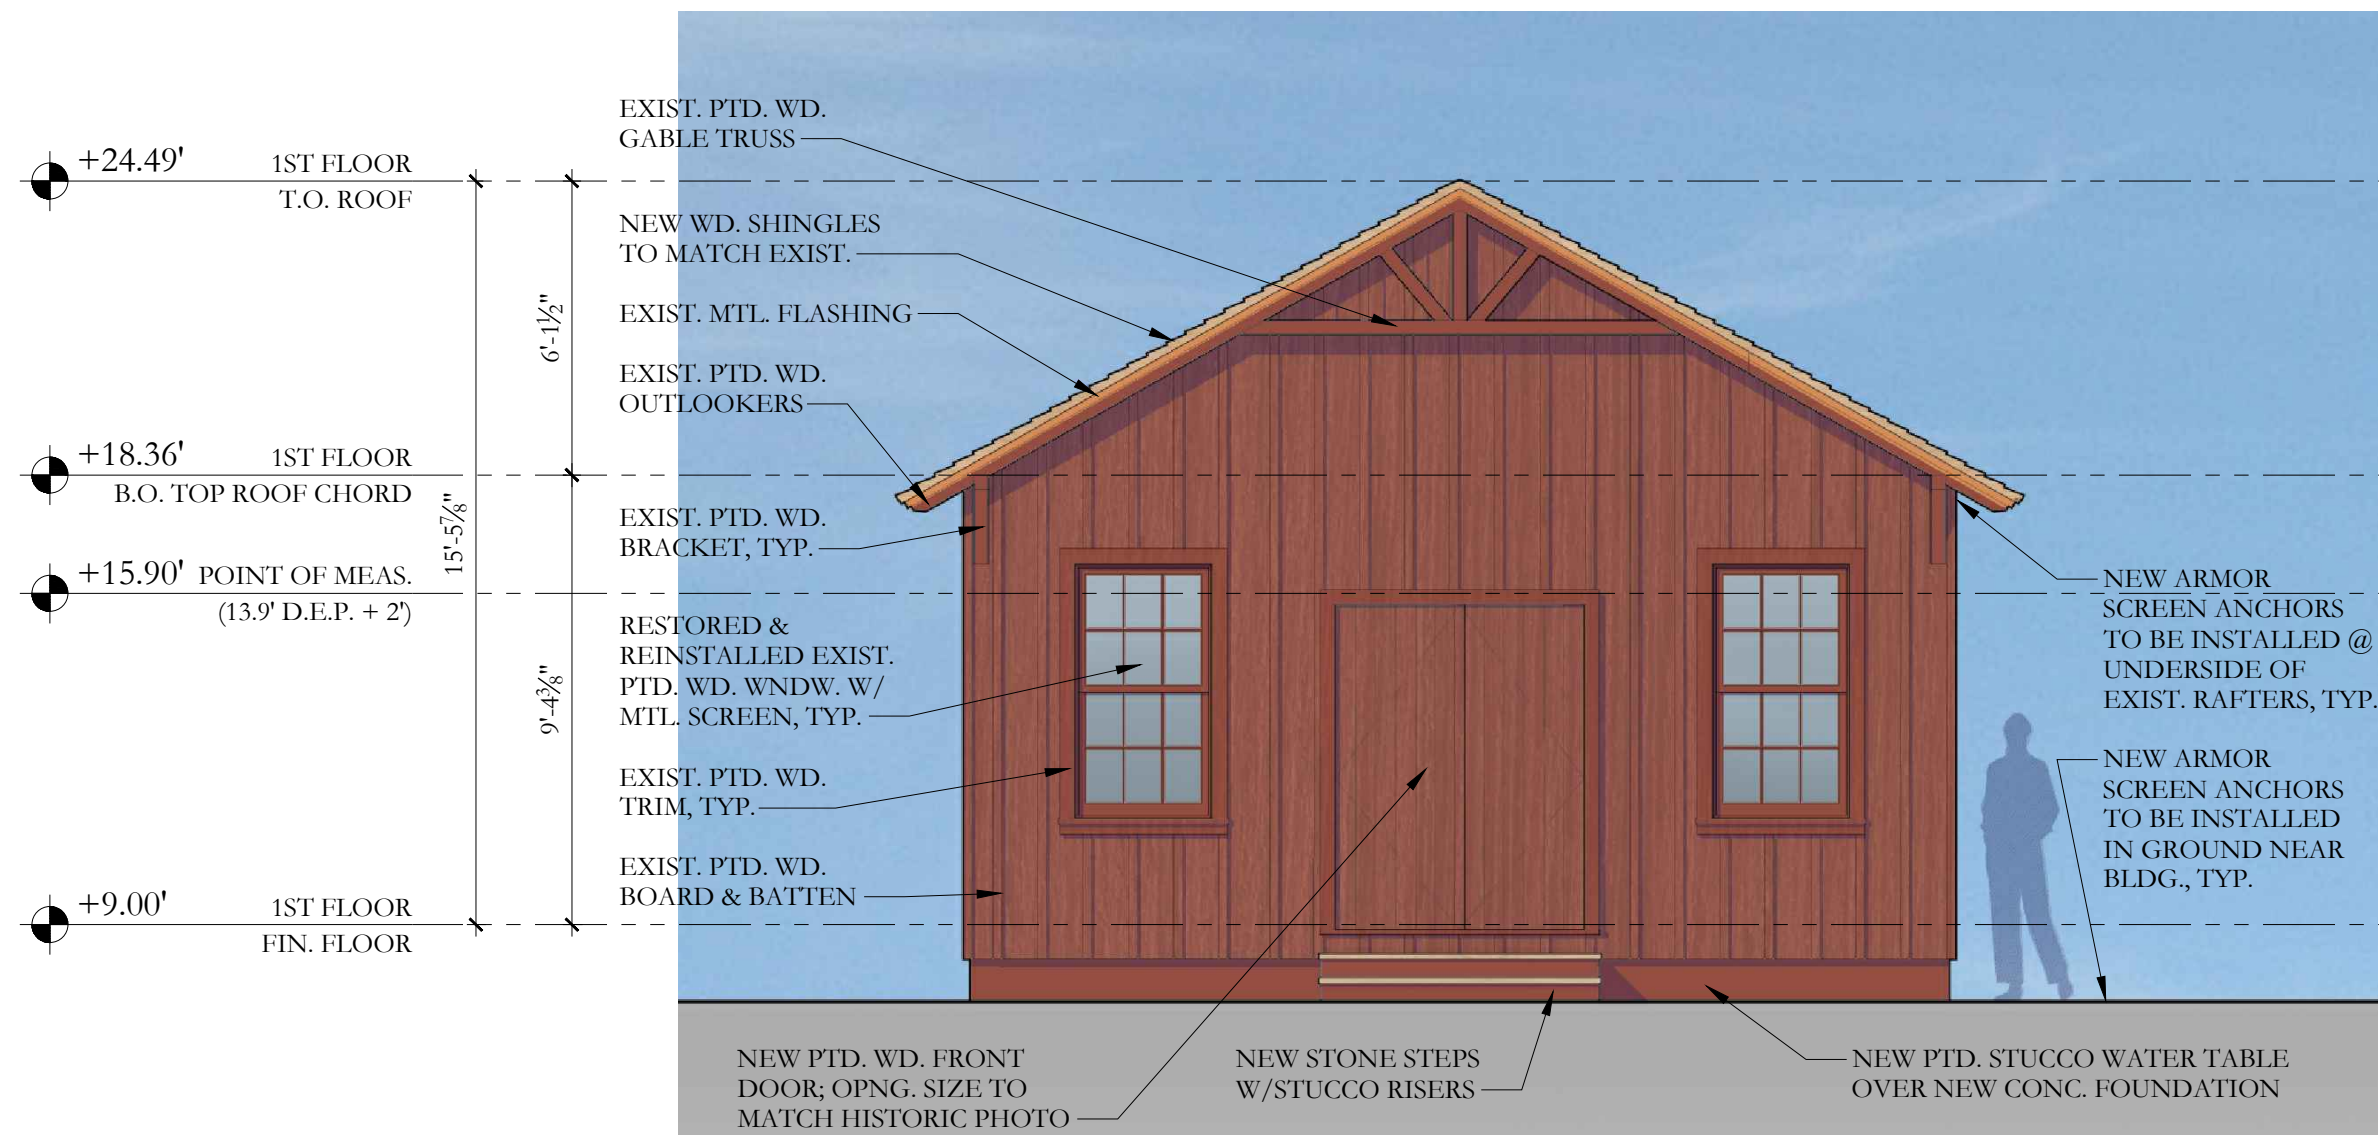 +24.49' 1ST FLOOR
T.O. ROOF
+18.36' 1ST FLOOR
B.O. TOP ROOF CHORD
+15.90' POINT OF MEAS.
(13.9' D.E.P. + 2')
+9.00' 1ST FLOOR
FIN. FLOOR
15'-5⅞"
6'-1½"
9'-4⅜"
EXIST. PTD. WD.
GABLE TRUSS
NEW WD. SHINGLES
TO MATCH EXIST.
EXIST. MTL. FLASHING
EXIST. PTD. WD.
OUTLOOKERS
EXIST. PTD. WD.
BRACKET, TYP.
RESTORED &
REINSTALLED EXIST.
PTD. WD. WNDW. W/
MTL. SCREEN, TYP.
EXIST. PTD. WD.
TRIM, TYP.
EXIST. PTD. WD.
BOARD & BATTEN
NEW ARMOR
SCREEN ANCHORS
TO BE INSTALLED @
UNDERSIDE OF
EXIST. RAFTERS, TYP.
NEW ARMOR
SCREEN ANCHORS
TO BE INSTALLED
IN GROUND NEAR
BLDG., TYP.
NEW PTD. WD. FRONT
DOOR; OPNG. SIZE TO
MATCH HISTORIC PHOTO
NEW STONE STEPS
W/STUCCO RISERS
NEW PTD. STUCCO WATER TABLE
OVER NEW CONC. FOUNDATION